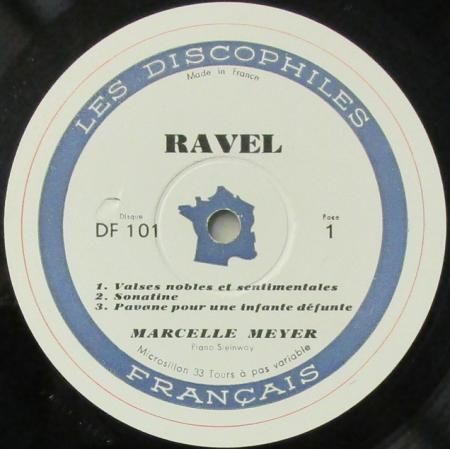 LES DISCOPHILES
Made in France
RAVEL
Disque
DF 101
Face
1
1. Valses nobles et sentimentales
2. Sonatine
3. Pavane pour une infante défunte
MARCELLE MEYER
Piano Steinway
Microsillon 33 Tours à pas variable
FRANÇAIS